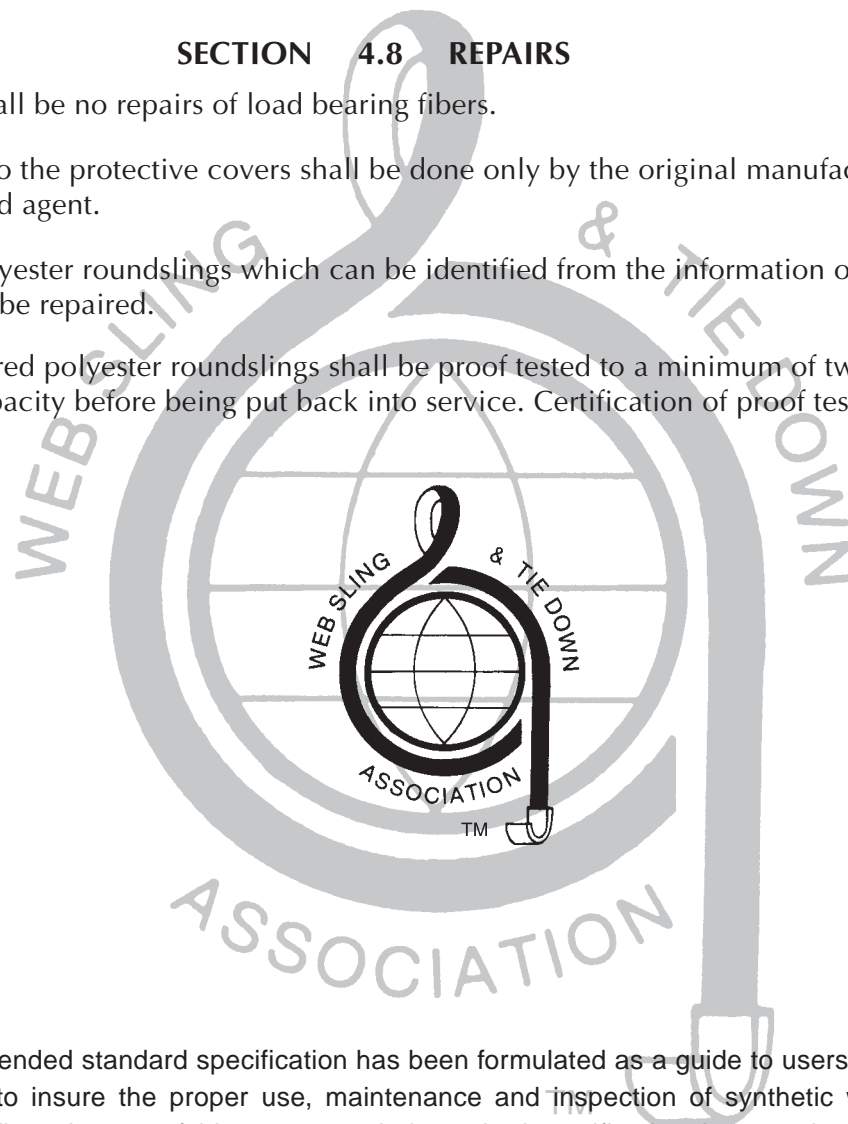 SECTION 4.8 REPAIRS
all be no repairs of load bearing fibers.
o the protective covers shall be done only by the original manufac
d agent.
yester roundslings which can be identified from the information o
be repaired.
red polyester roundslings shall be proof tested to a minimum of tw
pacity before being put back into service. Certification of proof tes
WEB SLING & TIE DOWN
ASSOCIATION
TM
WEB SLING & TIE DOWN
ASSOCIATION
TM
ended standard specification has been formulated as a guide to users
to insure the proper use, maintenance and inspection of synthetic w